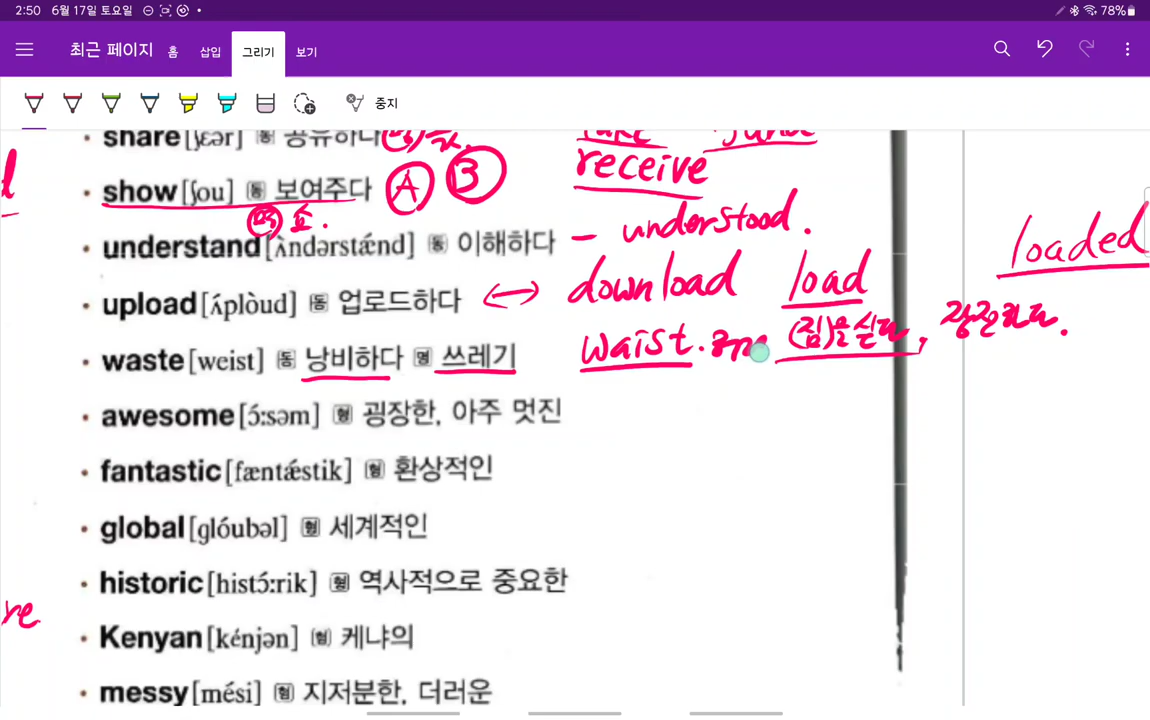 2:50 6월 17일 토요일 78%
최근 페이지 홈 삽입 그리기 보기
중지
share[ʃɛər] 동 공유하다
receive
show[ʃou] 동 보여주다 A B
명 쇼.
understand[ʌ̀ndərstǽnd] 동 이해하다 - understood.
loaded
upload[ʌ́plòud] 동 업로드하다 ↔ download load
waste[weist] 동 낭비하다 명 쓰레기 waist. (짐)을 싣다, 장전하다.
awesome[ɔ́ːsəm] 형 굉장한, 아주 멋진
fantastic[fæntǽstik] 형 환상적인
global[glóubəl] 형 세계적인
historic[histɔ́ːrik] 형 역사적으로 중요한
re
Kenyan[kénjən] 형 케냐의
messy[mési] 형 지저분한, 더러운